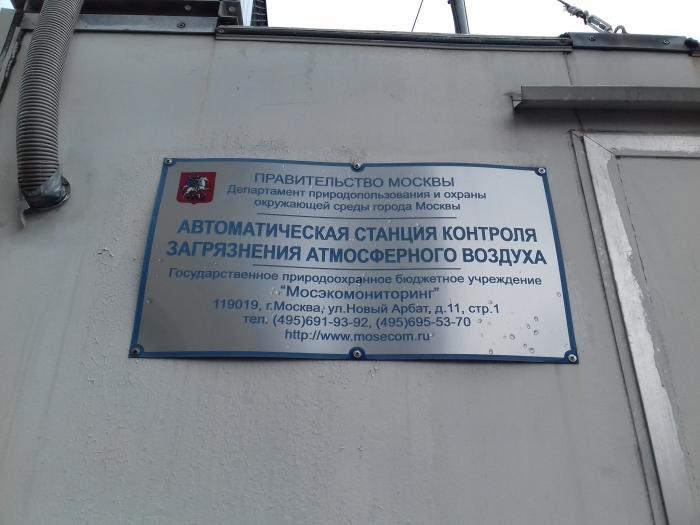 ПРАВИТЕЛЬСТВО МОСКВЫ
Департамент природопользования и охраны
окружающей среды города Москвы
АВТОМАТИЧЕСКАЯ СТАНЦИЯ КОНТРОЛЯ
ЗАГРЯЗНЕНИЯ АТМОСФЕРНОГО ВОЗДУХА
Государственное природоохранное бюджетное учреждение
"Мосэкомониторинг"
119019, г.Москва, ул.Новый Арбат, д.11, стр.1
тел. (495)691-93-92, (495)695-53-70
http://www.mosecom.ru